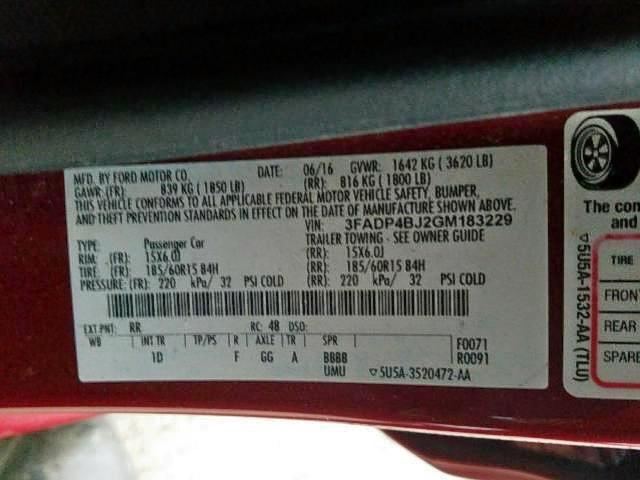 MFD. BY FORD MOTOR CO. DATE: 06/16 GVWR: 1642 KG ( 3620 LB)
GAWR:(FR): 839 KG ( 1850 LB) (RR): 816 KG ( 1800 LB)
THIS VEHICLE CONFORMS TO ALL APPLICABLE FEDERAL MOTOR VEHICLE SAFETY, BUMPER,
AND THEFT PREVENTION STANDARDS IN EFFECT ON THE DATE OF MANUFACTURE SHOWN ABOVE.
VIN: 3FADP4BJ2GM183229
TYPE: Passenger Car TRAILER TOWING - SEE OWNER GUIDE
RIM: (FR): 15X6.0J (RR): 15X6.0J
TIRE: (FR): 185/60R15 84H (RR): 185/60R15 84H
PRESSURE:(FR): 220 kPa/ 32 PSI COLD (RR): 220 kPa/ 32 PSI COLD
EXT PNT: RR RC: 48 DSO:
WB INT TR TP/PS R AXLE TR SPR F0071
1D F GG A BBBB R0091
UMU ▽5U5A-3520472-AA
▽5U5A-1532-AA (TLU)
The con
and
TIRE
FRONT
REAR
SPARE